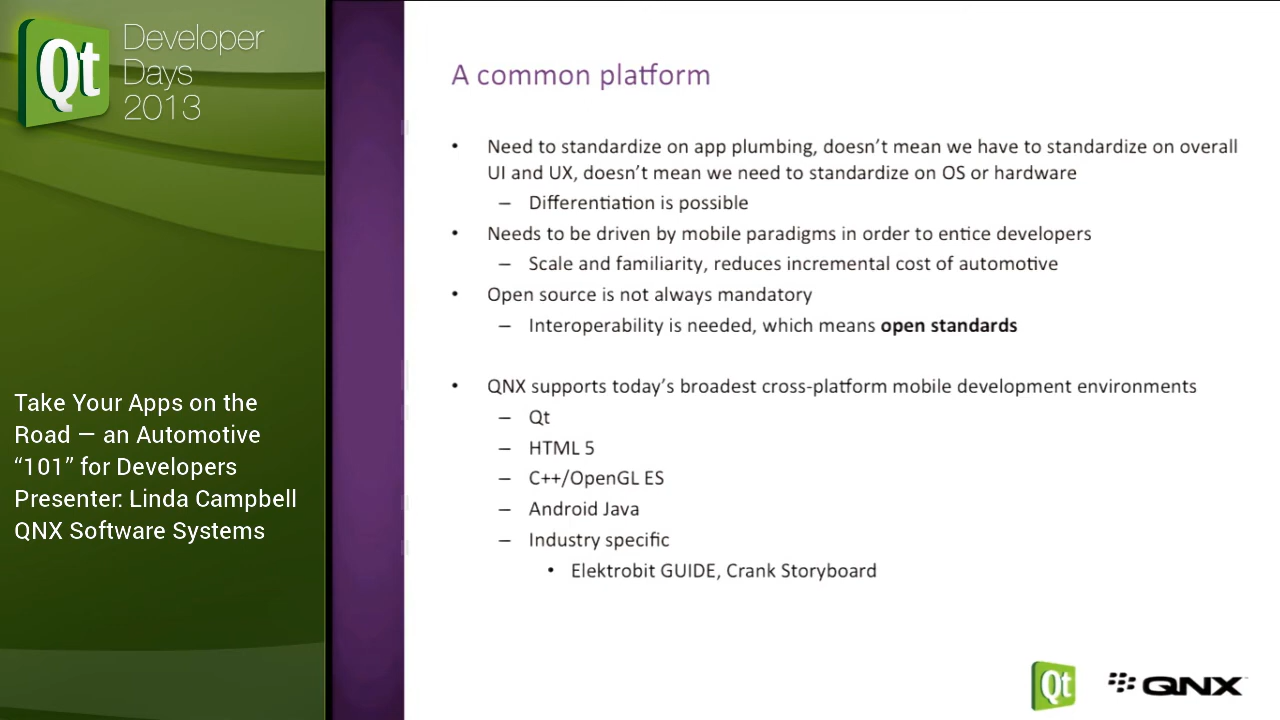 Qt
Developer
Days
2013
Take Your Apps on the
Road — an Automotive
“101” for Developers
Presenter: Linda Campbell
QNX Software Systems
A common platform
• Need to standardize on app plumbing, doesn’t mean we have to standardize on overall
UI and UX, doesn’t mean we need to standardize on OS or hardware
– Differentiation is possible
• Needs to be driven by mobile paradigms in order to entice developers
– Scale and familiarity, reduces incremental cost of automotive
• Open source is not always mandatory
– Interoperability is needed, which means open standards
• QNX supports today’s broadest cross-platform mobile development environments
– Qt
– HTML 5
– C++/OpenGL ES
– Android Java
– Industry specific
• Elektrobit GUIDE, Crank Storyboard
Qt
QNX